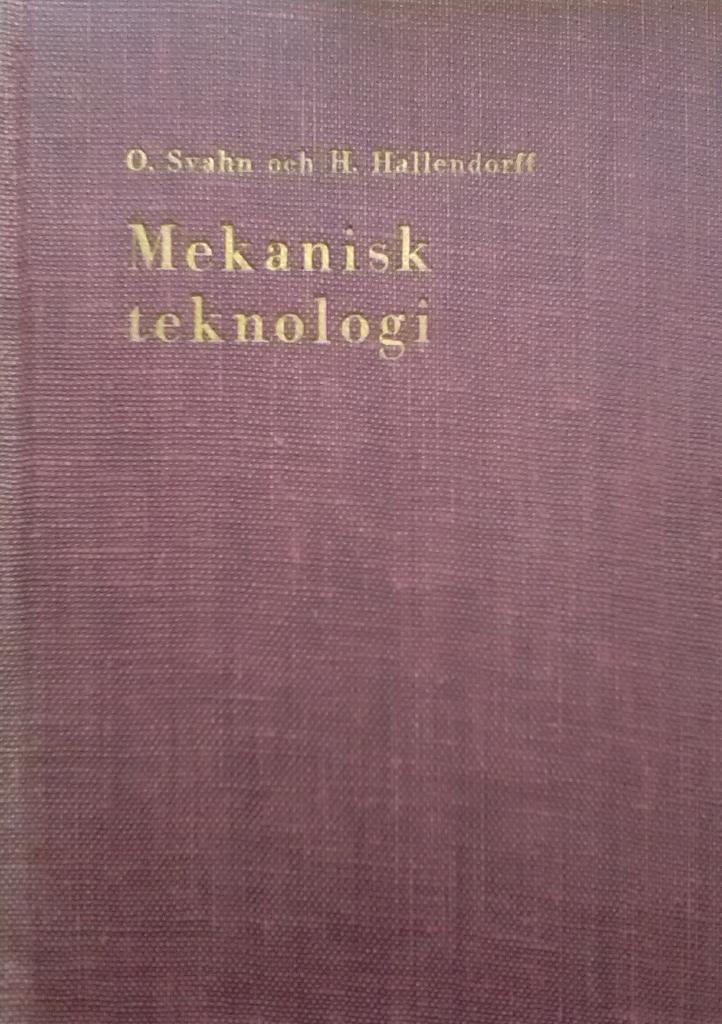 O. Svahn och H. Hallendorff
Mekanisk
teknologi